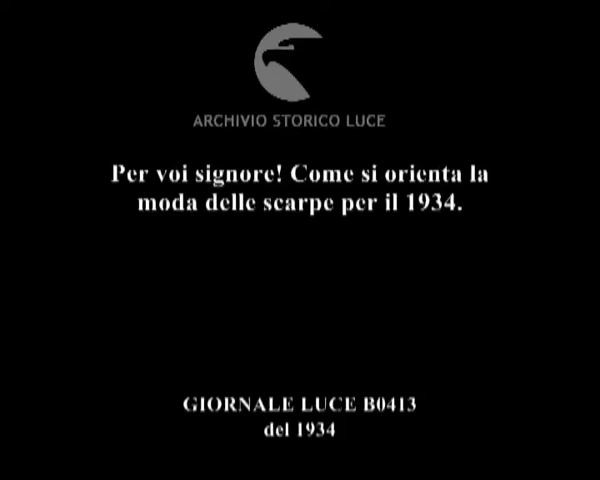 ARCHIVIO STORICO LUCE
Per voi signore! Come si orienta la
moda delle scarpe per il 1934.
GIORNALE LUCE B0413
del 1934